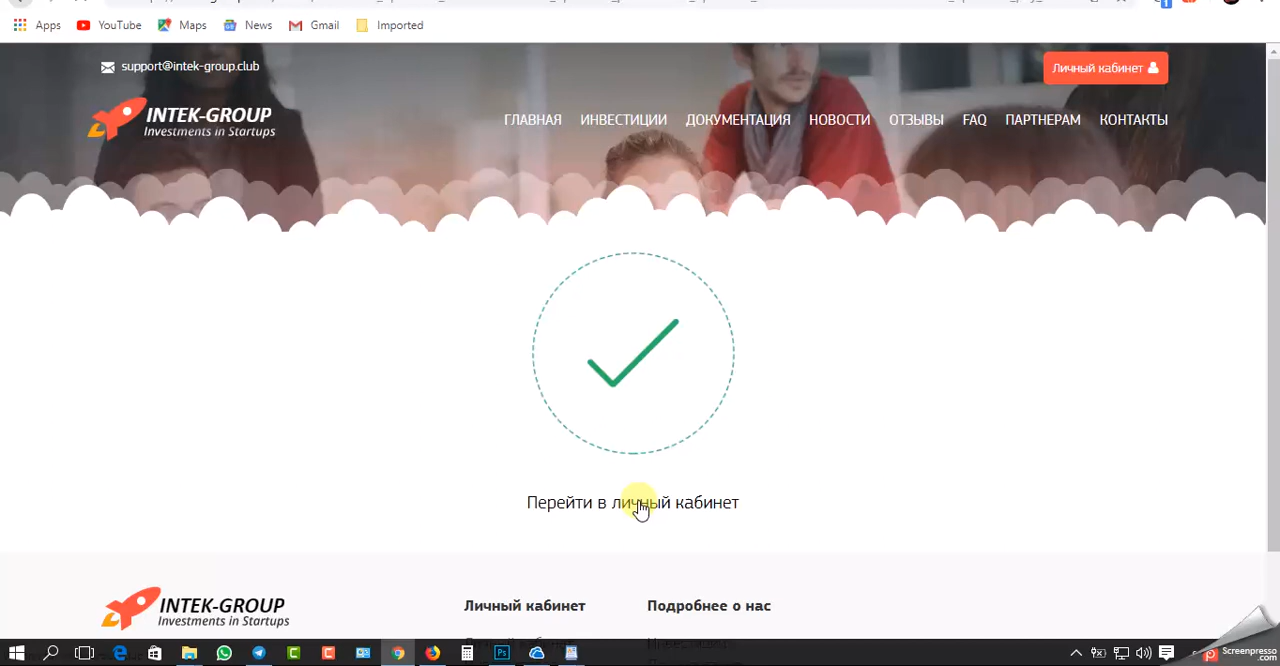 Apps YouTube Maps News Gmail Imported
support@intek-group.club
Личный кабинет
INTEK-GROUP
Investments in Startups
ГЛАВНАЯ ИНВЕСТИЦИИ ДОКУМЕНТАЦИЯ НОВОСТИ ОТЗЫВЫ FAQ ПАРТНЕРАМ КОНТАКТЫ
Перейти в личный кабинет
INTEK-GROUP
Investments in Startups
Личный кабинет
Подробнее о нас
Screenpresso
.com